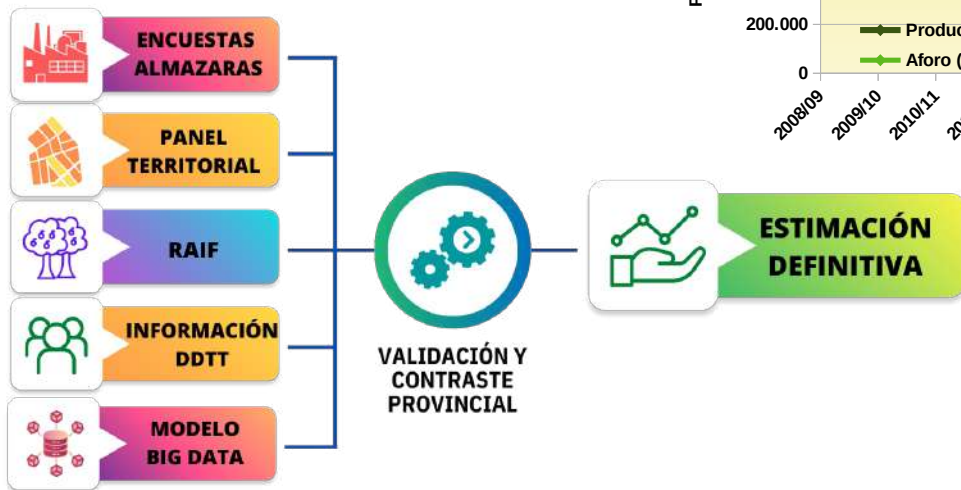 ENCUESTAS
ALMAZARAS
PANEL
TERRITORIAL
RAIF
INFORMACIÓN
DDTT
MODELO
BIG DATA
VALIDACIÓN Y
CONTRASTE
PROVINCIAL
ESTIMACIÓN
DEFINITIVA
200.000
0
Aforo (
2008/09
2009/10
2010/11